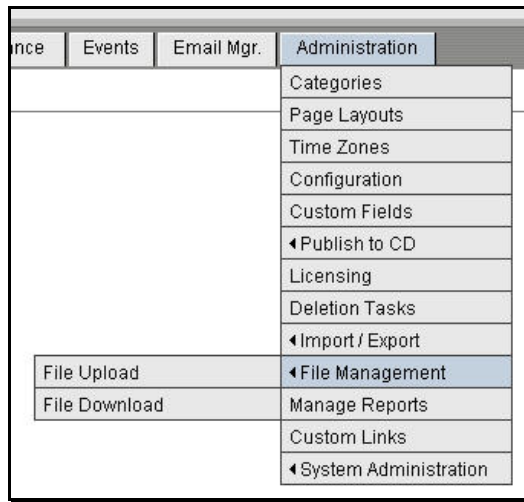 Events Email Mgr. Administration
Categories
Page Layouts
Time Zones
Configuration
Custom Fields
Publish to CD
Licensing
Deletion Tasks
Import / Export
File Upload File Management
File Download Manage Reports
Custom Links
System Administration